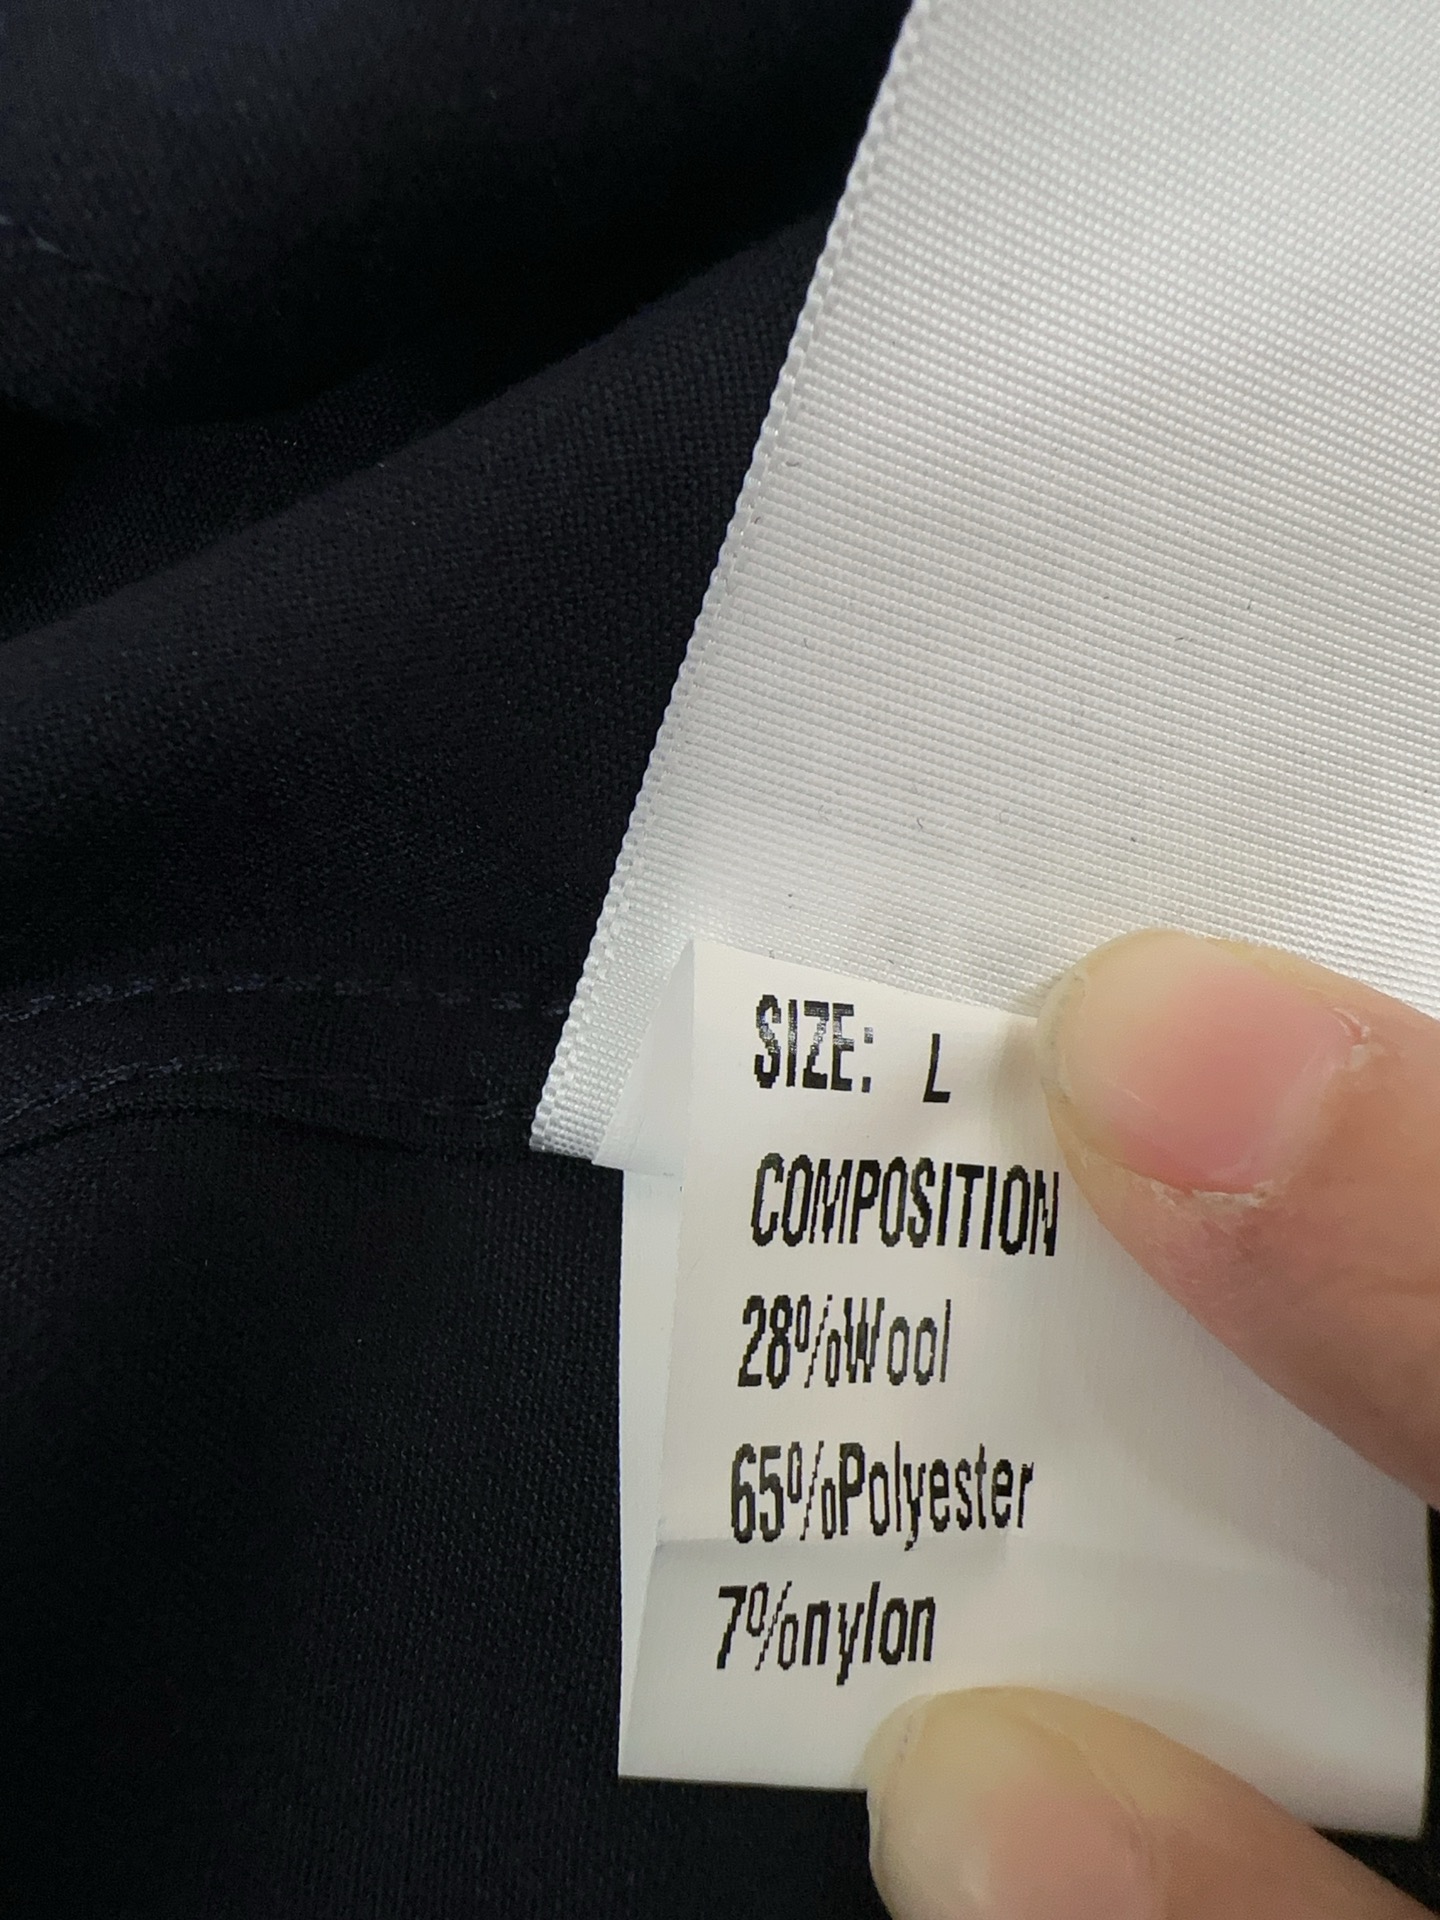 SIZE: L
COMPOSITION
28%Wool
65%Polyester
7%nylon